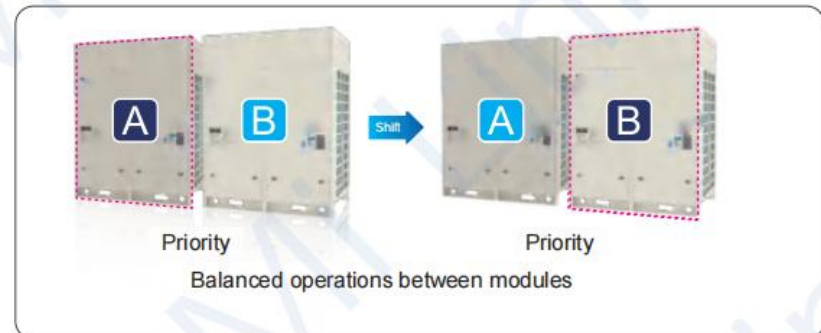 A B Shift A B
Priority Priority
Balanced operations between modules